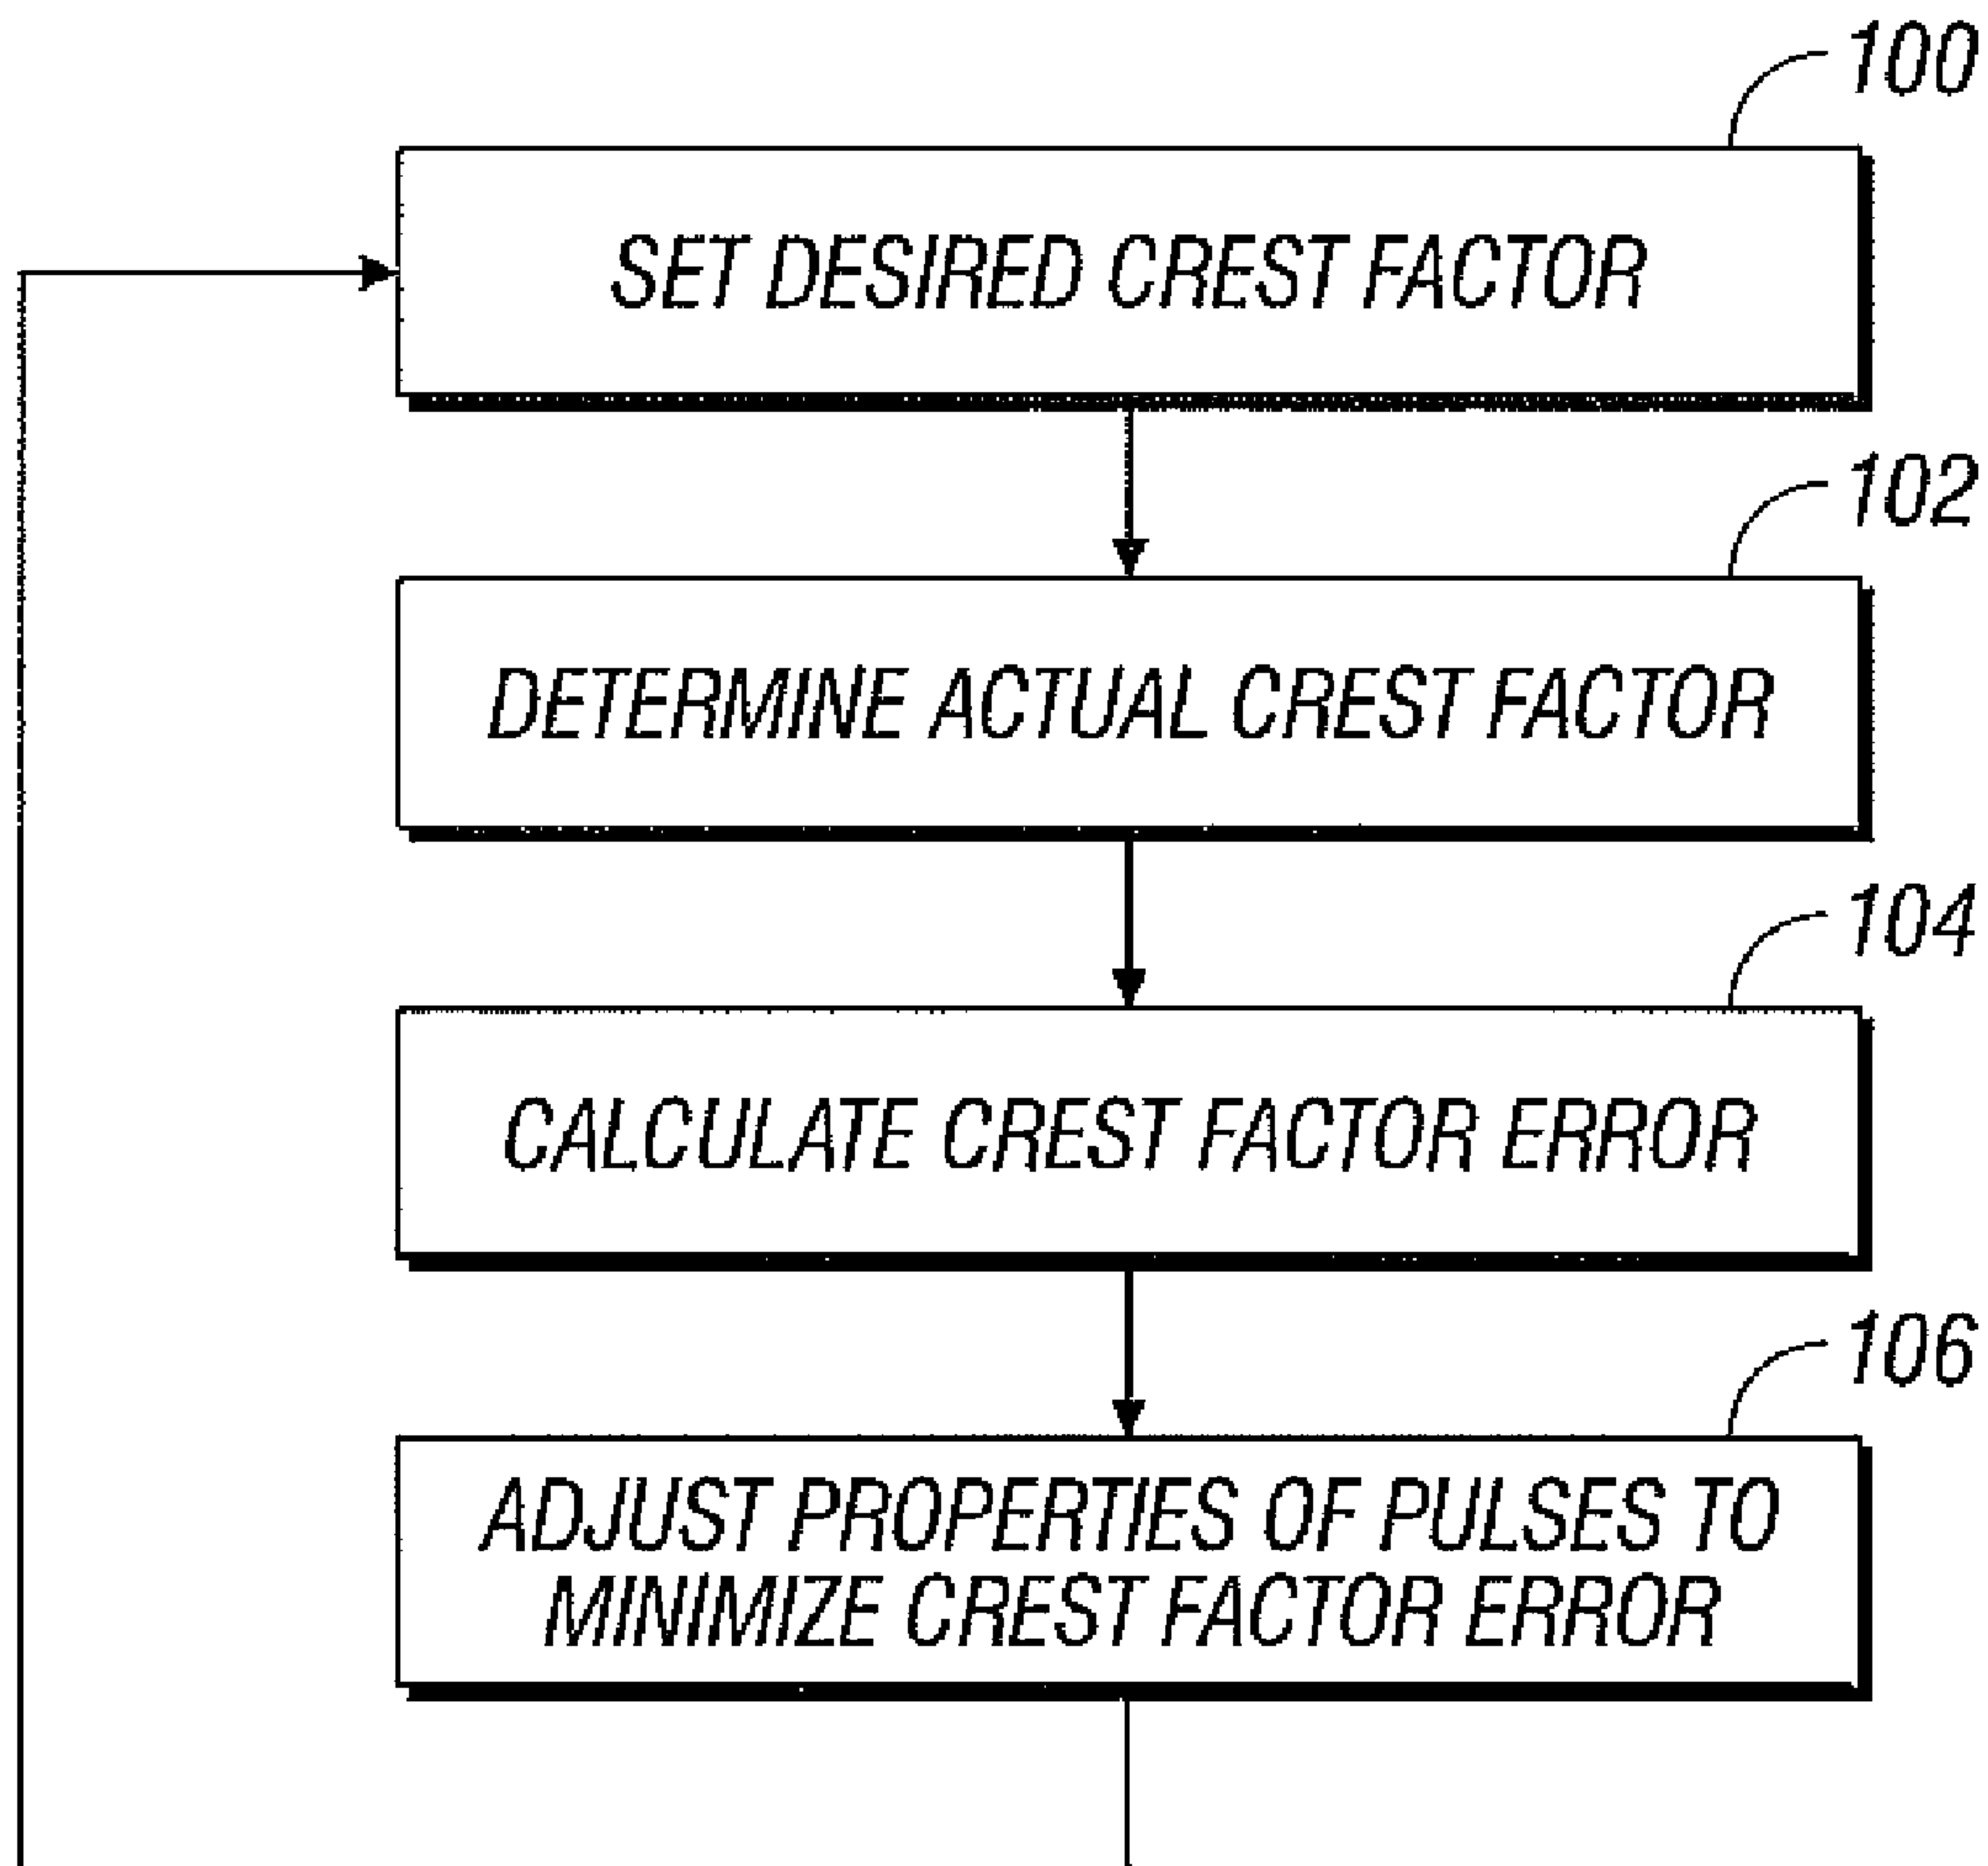 100
SET DESIRED CREST FACTOR
102
DETERMINE ACTUAL CREST FACTOR
104
CALCULATE CREST FACTOR ERROR
106
ADJUST PROPERTIES OF PULSES TO
MINIMIZE CREST FACTOR ERROR